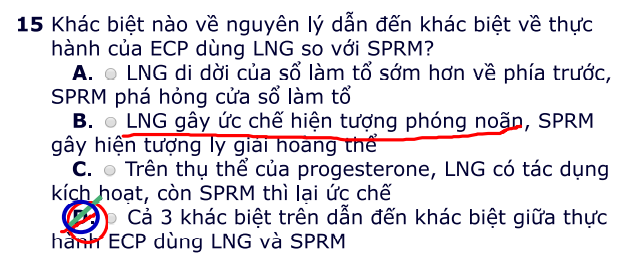 15 Khác biệt nào về nguyên lý dẫn đến khác biệt về thực
hành của ECP dùng LNG so với SPRM?
A. LNG di dời của sổ làm tổ sớm hơn về phía trước,
SPRM phá hỏng cửa sổ làm tổ
B. LNG gây ức chế hiện tượng phóng noãn, SPRM
gây hiện tượng ly giải hoàng thể
C. Trên thụ thể của progesterone, LNG có tác dụng
kích hoạt, còn SPRM thì lại ức chế
D. Cả 3 khác biệt trên dẫn đến khác biệt giữa thực
hành ECP dùng LNG và SPRM